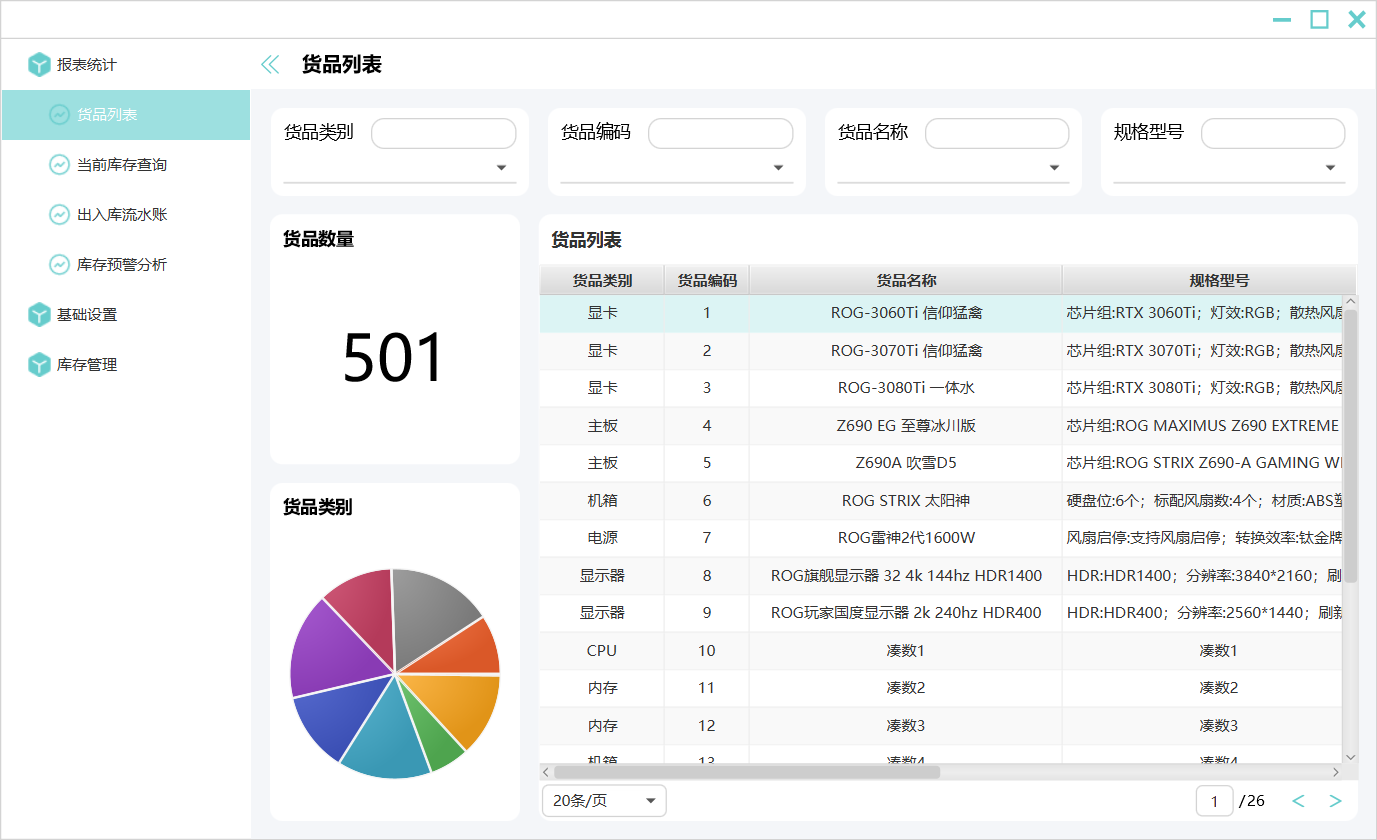 报表统计
货品列表
当前库存查询
出入库流水账
库存预警分析
基础设置
库存管理
货品列表
货品类别
货品编码
货品名称
规格型号
货品数量
501
货品类别
货品列表
货品类别 货品编码 货品名称 规格型号
显卡 1 ROG-3060Ti 信仰猛禽 芯片组:RTX 3060Ti；灯效:RGB；散热风扇
显卡 2 ROG-3070Ti 信仰猛禽 芯片组:RTX 3070Ti；灯效:RGB；散热风扇
显卡 3 ROG-3080Ti 一体水 芯片组:RTX 3080Ti；灯效:RGB；散热风扇
主板 4 Z690 EG 至尊冰川版 芯片组:ROG MAXIMUS Z690 EXTREME
主板 5 Z690A 吹雪D5 芯片组:ROG STRIX Z690-A GAMING WI
机箱 6 ROG STRIX 太阳神 硬盘位:6个；标配风扇数:4个；材质:ABS塑
电源 7 ROG雷神2代1600W 风扇启停:支持风扇启停；转换效率:钛金牌
显示器 8 ROG旗舰显示器 32 4k 144hz HDR1400 HDR:HDR1400；分辨率:3840*2160；刷
显示器 9 ROG玩家国度显示器 2k 240hz HDR400 HDR:HDR400；分辨率:2560*1440；刷新
CPU 10 凑数1 凑数1
内存 11 凑数2 凑数2
内存 12 凑数3 凑数3
机箱 13 凑数4 凑数4
20条/页 1 /26 < >